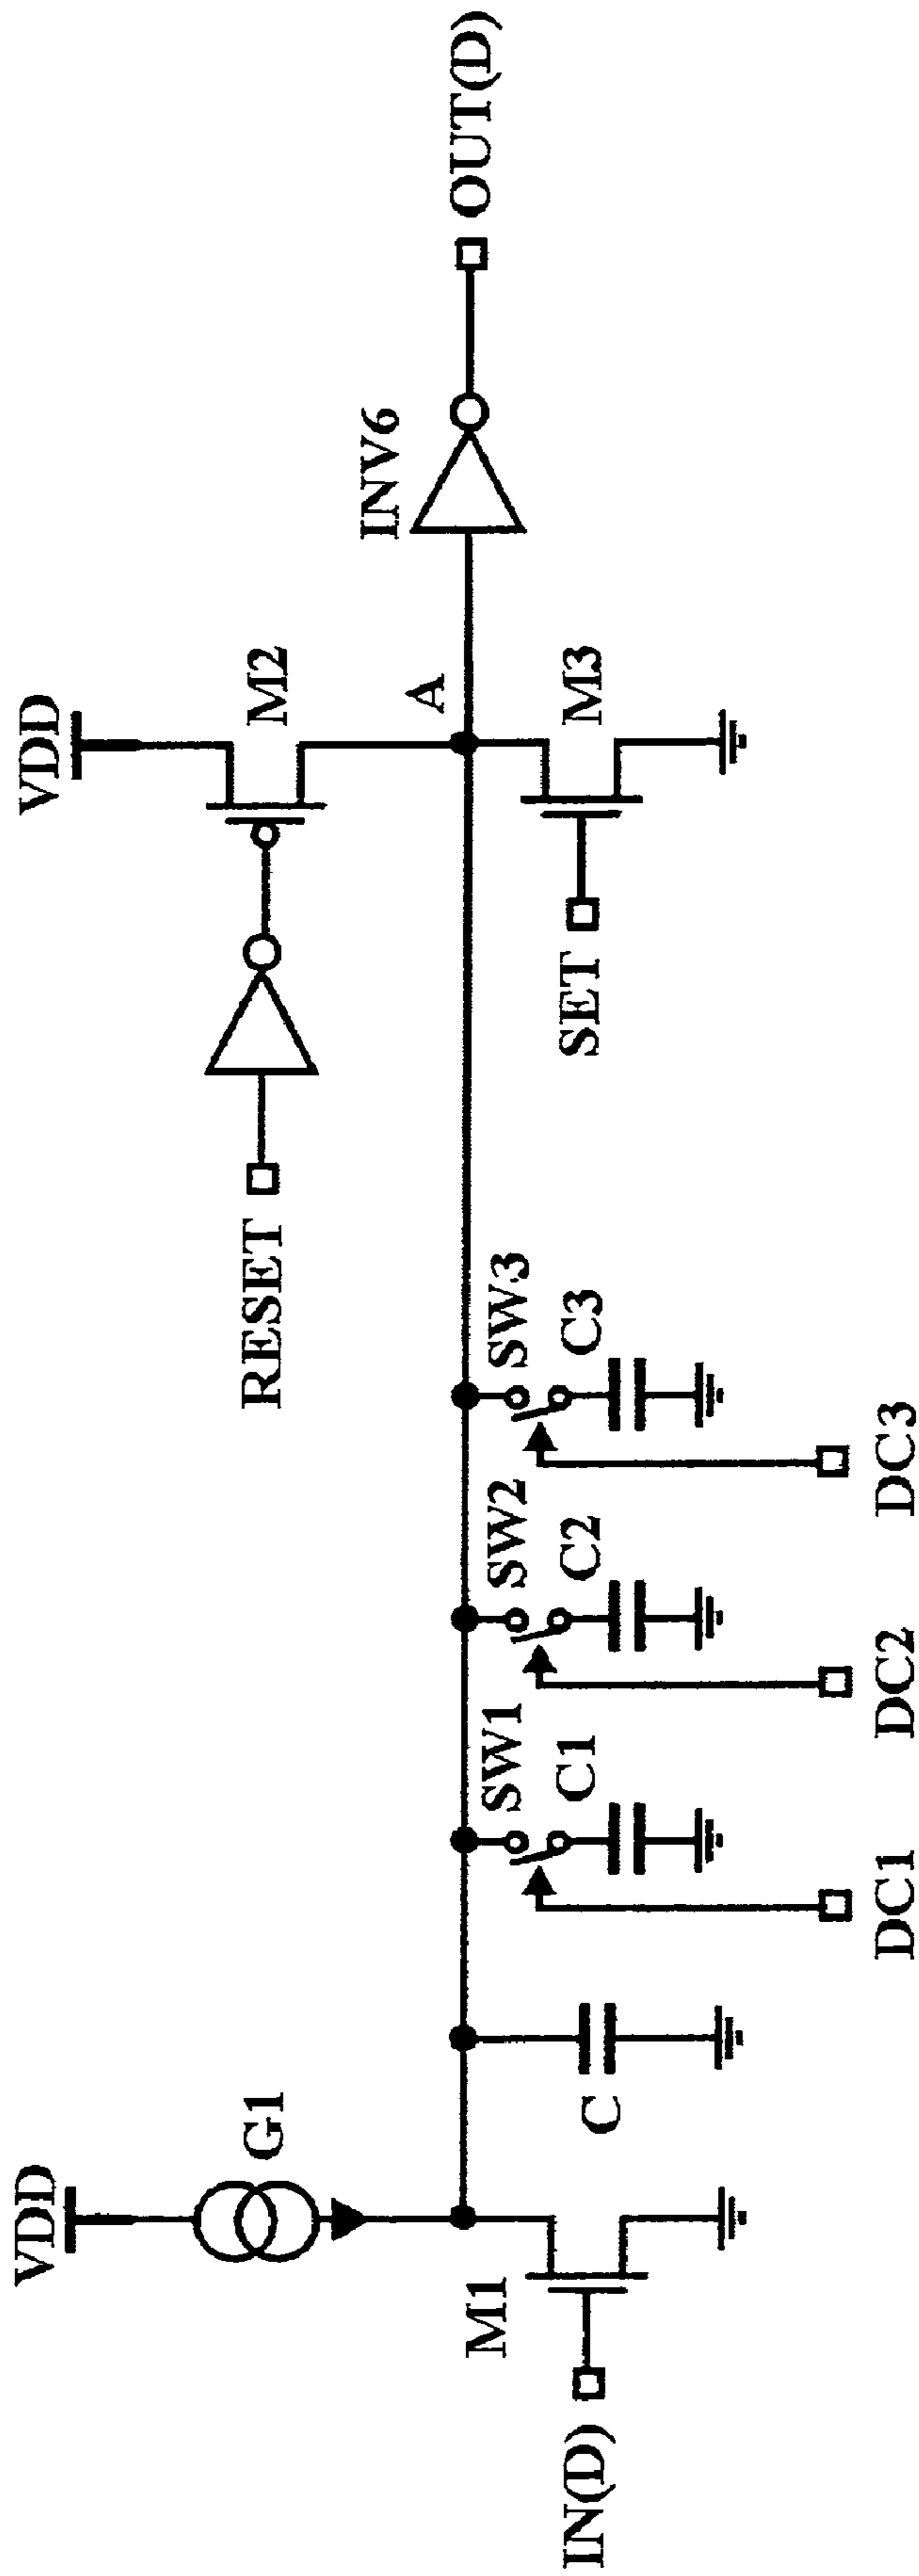 VDD
G1
M1
IN(D)
C
SW1
C1
DC1
SW2
C2
DC2
SW3
C3
DC3
RESET
VDD
M2
A
SET
M3
INV6
OUT(D)